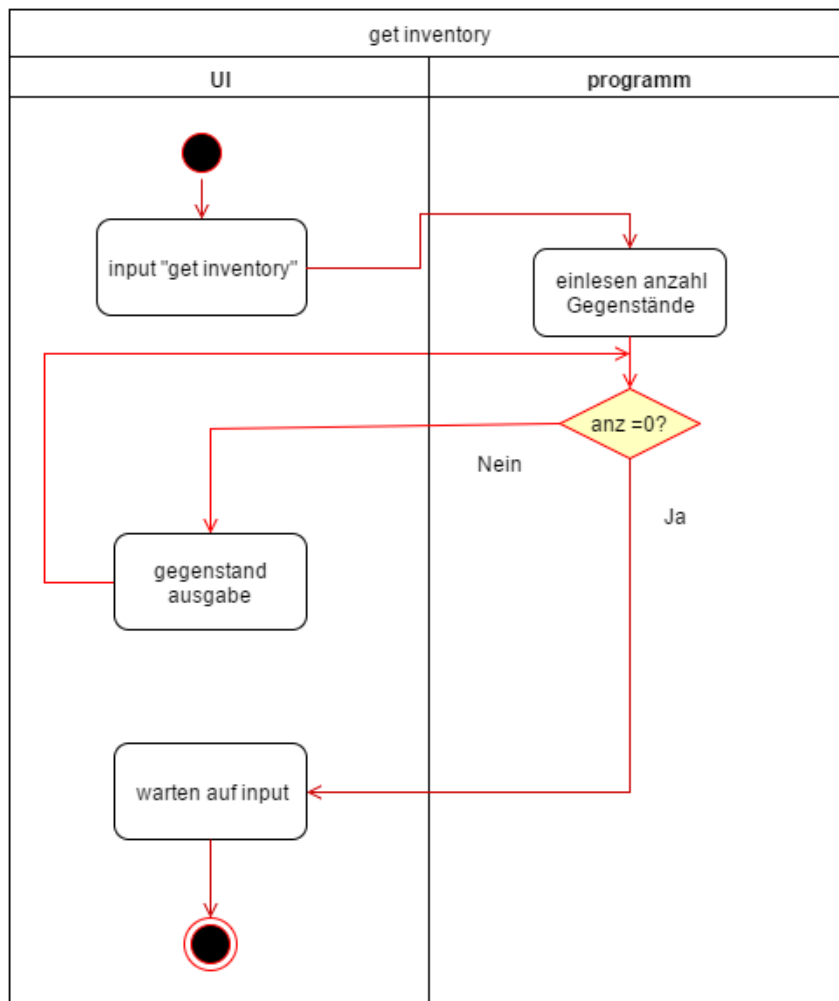 get inventory
UI
programm
input "get inventory"
einlesen anzahl
Gegenstände
anz =0?
Nein
Ja
gegenstand
ausgabe
warten auf input